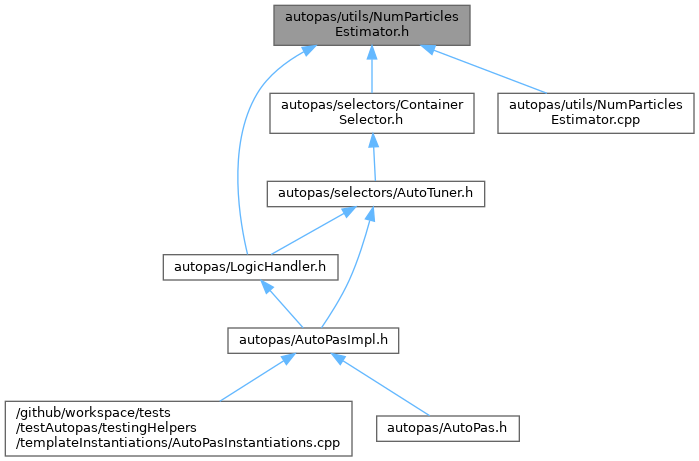 autopas/utils/NumParticles
Estimator.h
autopas/selectors/Container
Selector.h
autopas/utils/NumParticles
Estimator.cpp
autopas/selectors/AutoTuner.h
autopas/LogicHandler.h
autopas/AutoPasImpl.h
/github/workspace/tests
/testAutopas/testingHelpers
/templateInstantiations/AutoPasInstantiations.cpp
autopas/AutoPas.h